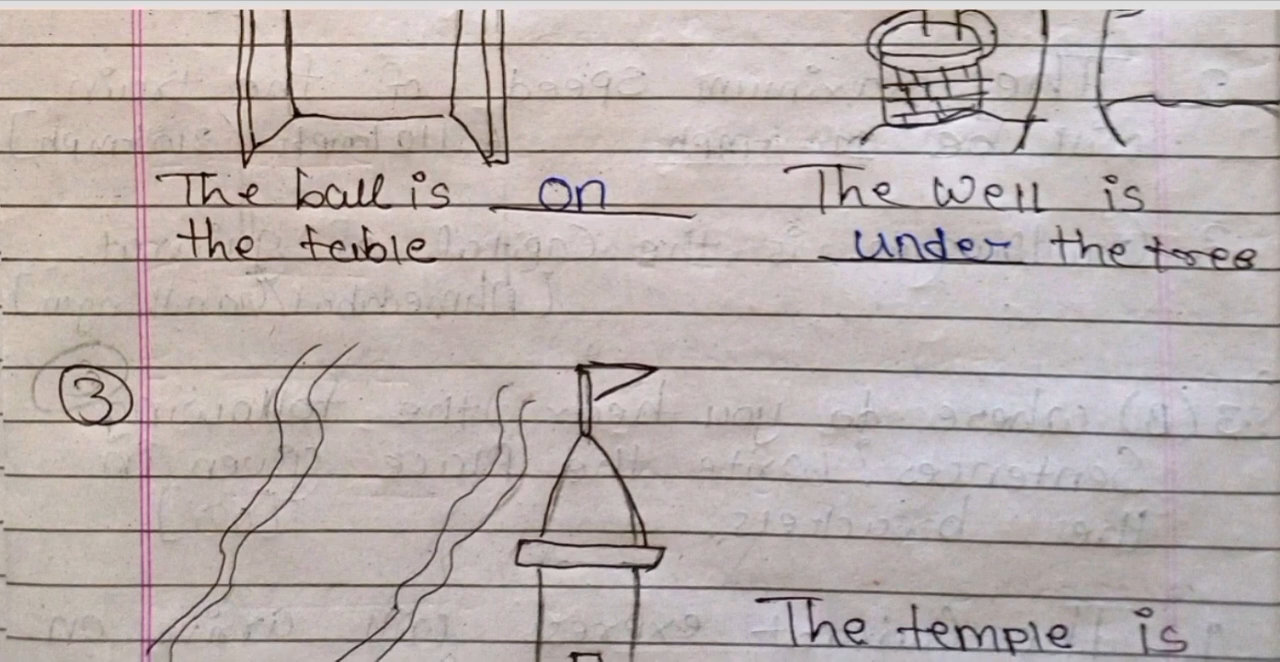 The ball is on
the table
The well is
under the tree
3
The temple is